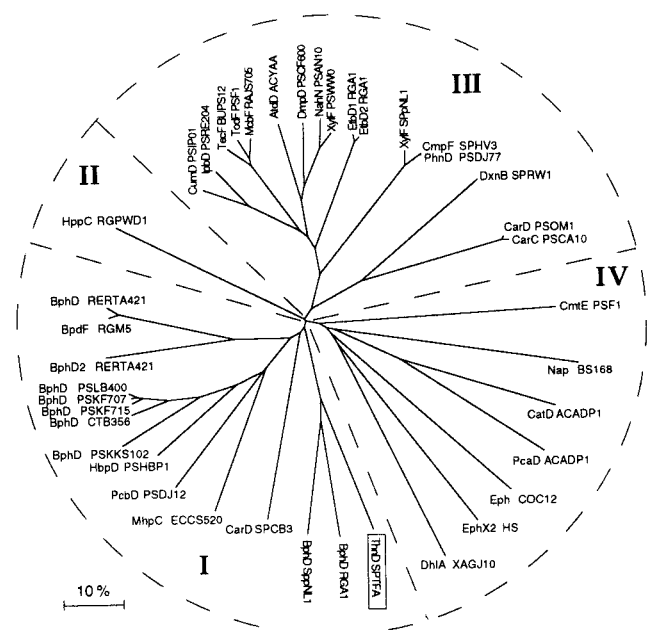 III
CumD PSIP01
IpbD PSRE204
TecF BUPS12
TodF PSF1
McbF RAJS705
AtdD ACYAA
DmpD PSCF600
NahN PSAN10
XylF PSWW0
EtbD1 RGA1
EtbD2 RGA1
XylF SPpNL1
CmpF SPHV3
PhnD PSDJ77
DxnB SPRW1
CarD PSOM1
CarC PSCA10
II
HppC RGPWD1
IV
CmtE PSF1
Nap BS168
CatD ACADP1
PcaD ACADP1
Eph COC12
EphX2 HS
DhlA XAGJ10
BphD RERTA421
BpdF RGM5
BphD2 RERTA421
BphD PSLB400
BphD PSKF707
BphD PSKF715
BphD CTB356
BphD PSKKS102
HbpD PSHBP1
PcbD PSDJ12
MhpC ECCS520
CarD SPCB3
BphD SppNL1
BphD RGA1
ThnD SPTFA
I
10 %